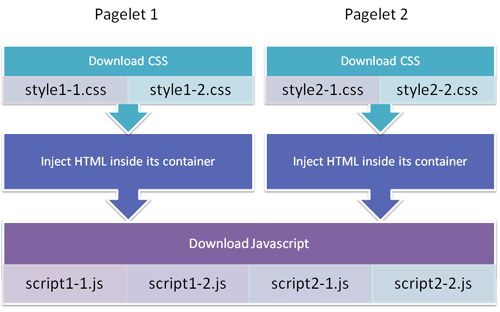 Pagelet 1
Pagelet 2
Download CSS
Download CSS
style1-1.css
style1-2.css
style2-1.css
style2-2.css
Inject HTML inside its container
Inject HTML inside its container
Download Javascript
script1-1.js
script1-2.js
script2-1.js
script2-2.js